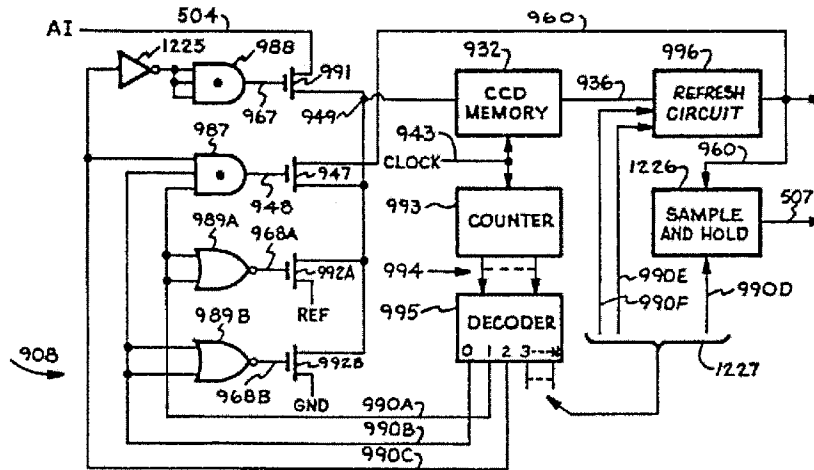 504
AI
1225
988
991
967
949
932
CCD
MEMORY
936
960
996
REFRESH
CIRCUIT
987
948
947
943
CLOCK
993
COUNTER
960
1226
SAMPLE
AND HOLD
507
989A
968A
992A
REF
994
995
DECODER
0 1 2 3 N
990E
990F
990D
1227
989B
968B
992B
GND
908
990A
990B
990C